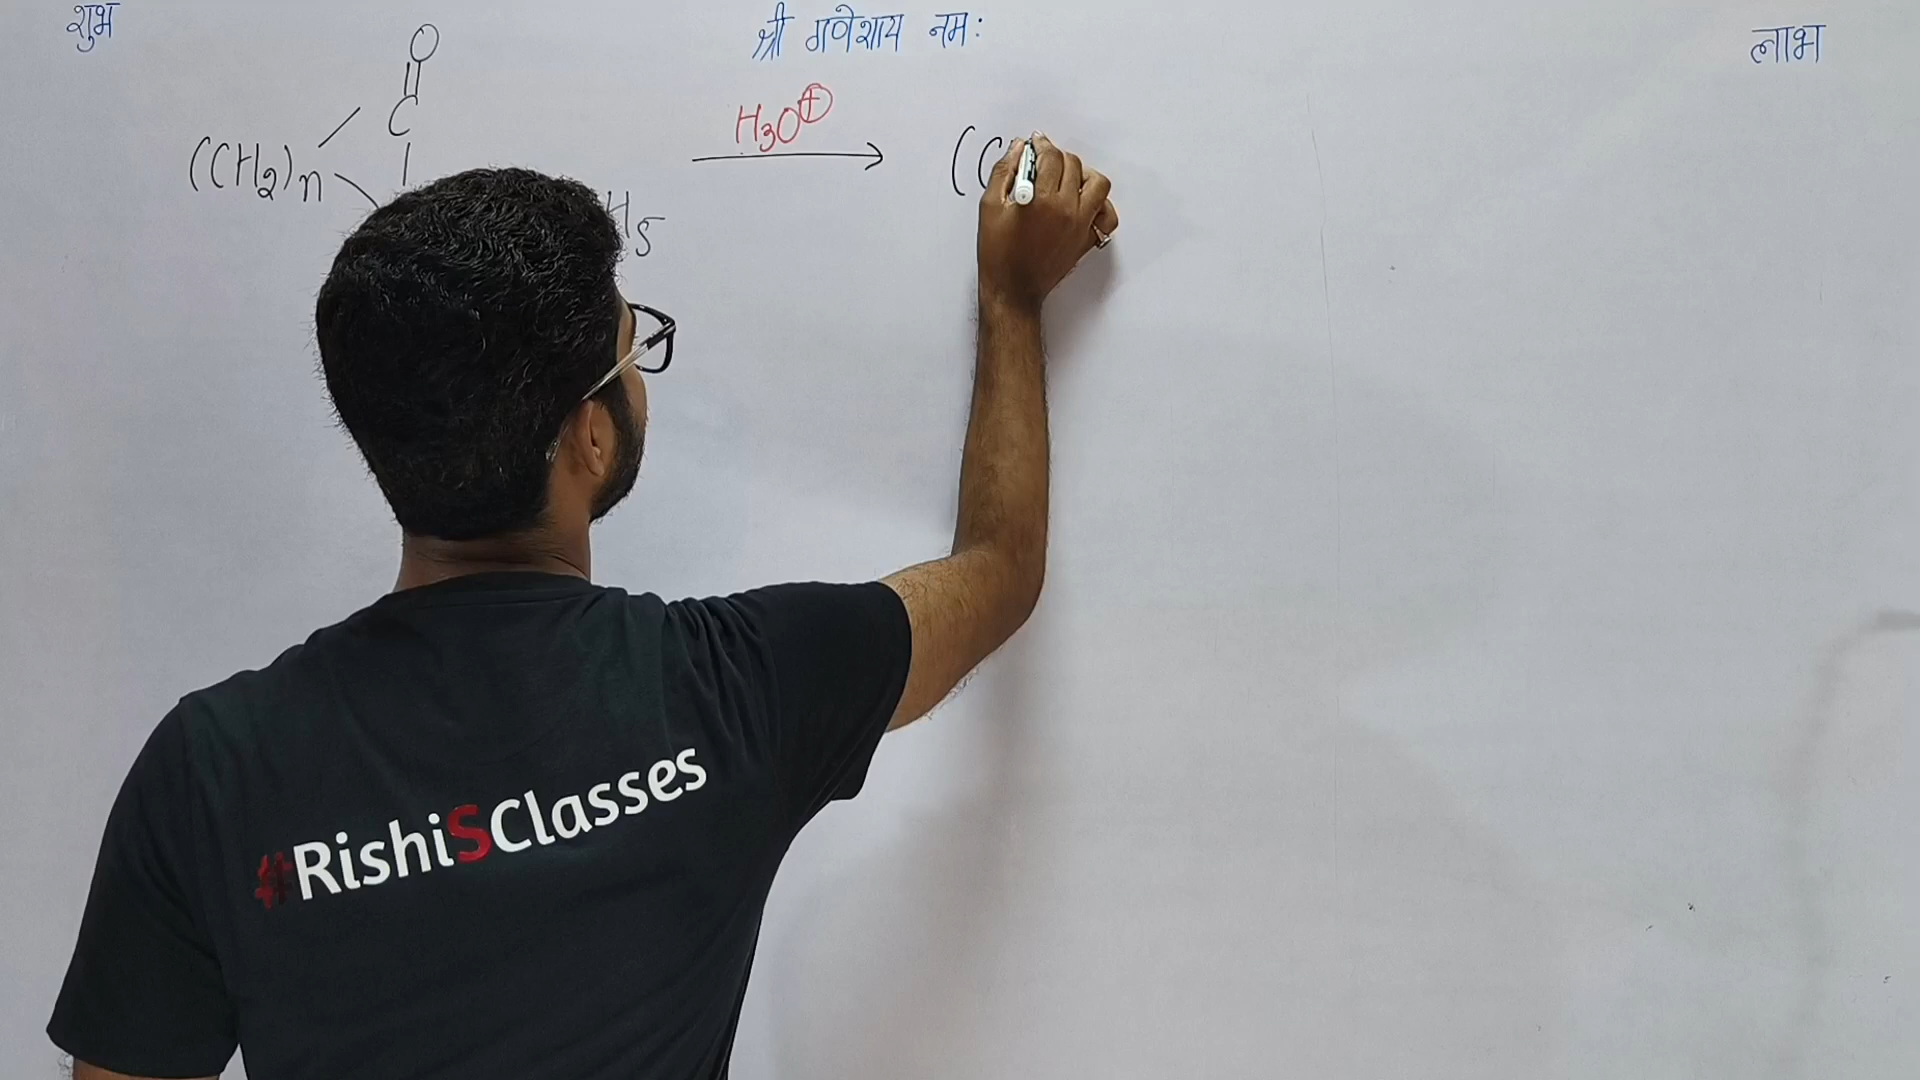 शुभ
श्री गणेशाय नमः
लाभ
O
||
C
(CH₂)n
H₅
H₃O⊕
(C
#RishiSClasses